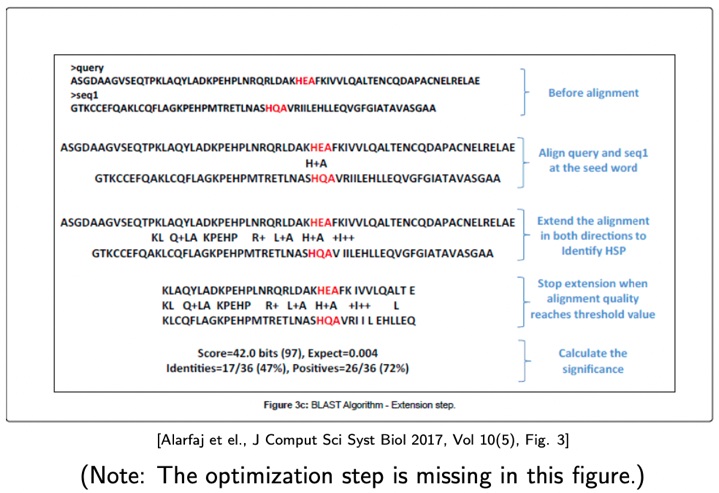 >query
ASGDAAGVSEQTPKLAQYLADKPEHPLNRQRLDAKHEAFKIVVLQALTENCQDAPACNELRELAE
>seq1
GTKCCEFQAKLCQFLAGKPEHPMTRETLNASHQAVRIILEHLLEQVGFGIATAVASGAA
Before alignment
ASGDAAGVSEQTPKLAQYLADKPEHPLNRQRLDAKHEAFKIVVLQALTENCQDAPACNELRELAE
H+A
GTKCCEFQAKLCQFLAGKPEHPMTRETLNASHQAVRIILEHLLEQVGFGIATAVASGAA
Align query and seq1
at the seed word
ASGDAAGVSEQTPKLAQYLADKPEHPLNRQRLDAKHEAFKIVVLQALTENCQDAPACNELRELAE
KL Q+LA KPEHP R+ L+A H+A +I++
GTKCCEFQAKLCQFLAGKPEHPMTRETLNASHQAV IILEHLLEQVGFGIATAVASGAA
Extend the alignment
in both directions to
Identify HSP
KLAQYLADKPEHPLNRQRLDAKHEAFK IVVLQALT E
KL Q+LA KPEHP R+ L+A H+A +I++ L
KLCQFLAGKPEHPMTRETLNASHQAVRI I L EHLLEQ
Stop extension when
alignment quality
reaches threshold value
Score=42.0 bits (97), Expect=0.004
Identities=17/36 (47%), Positives=26/36 (72%)
Calculate the
significance
Figure 3c: BLAST Algorithm - Extension step.
[Alarfaj et el., J Comput Sci Syst Biol 2017, Vol 10(5), Fig. 3]
(Note: The optimization step is missing in this figure.)